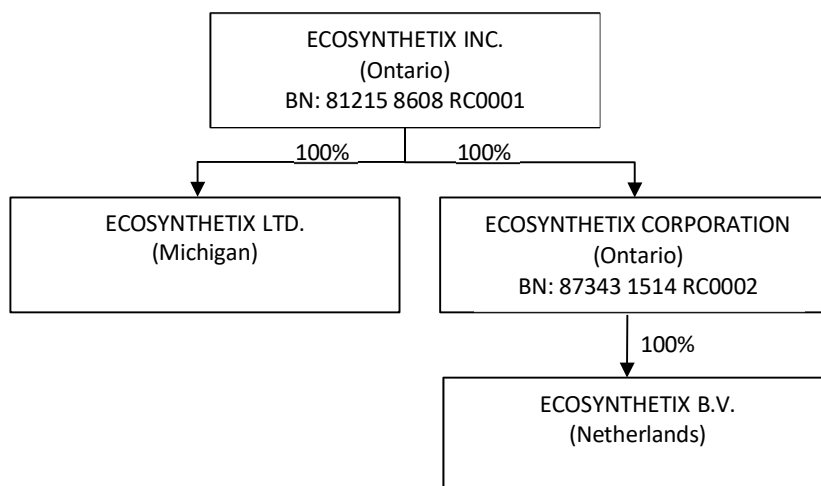 ECOSYNTHETIX INC.
(Ontario)
BN: 81215 8608 RC0001
100%
100%
ECOSYNTHETIX LTD.
(Michigan)
ECOSYNTHETIX CORPORATION
(Ontario)
BN: 87343 1514 RC0002
100%
ECOSYNTHETIX B.V.
(Netherlands)